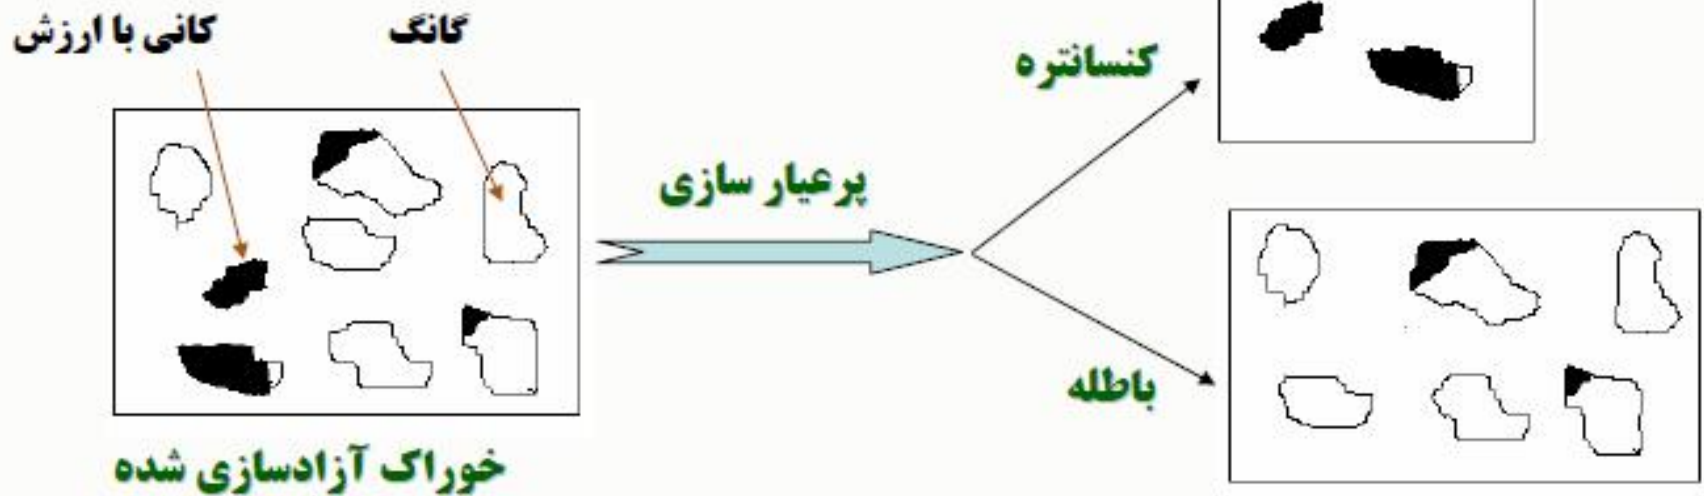 کانی با ارزش
گانگ
کنسانتره
پرعیار سازی
باطله
خوراک آزادسازی شده